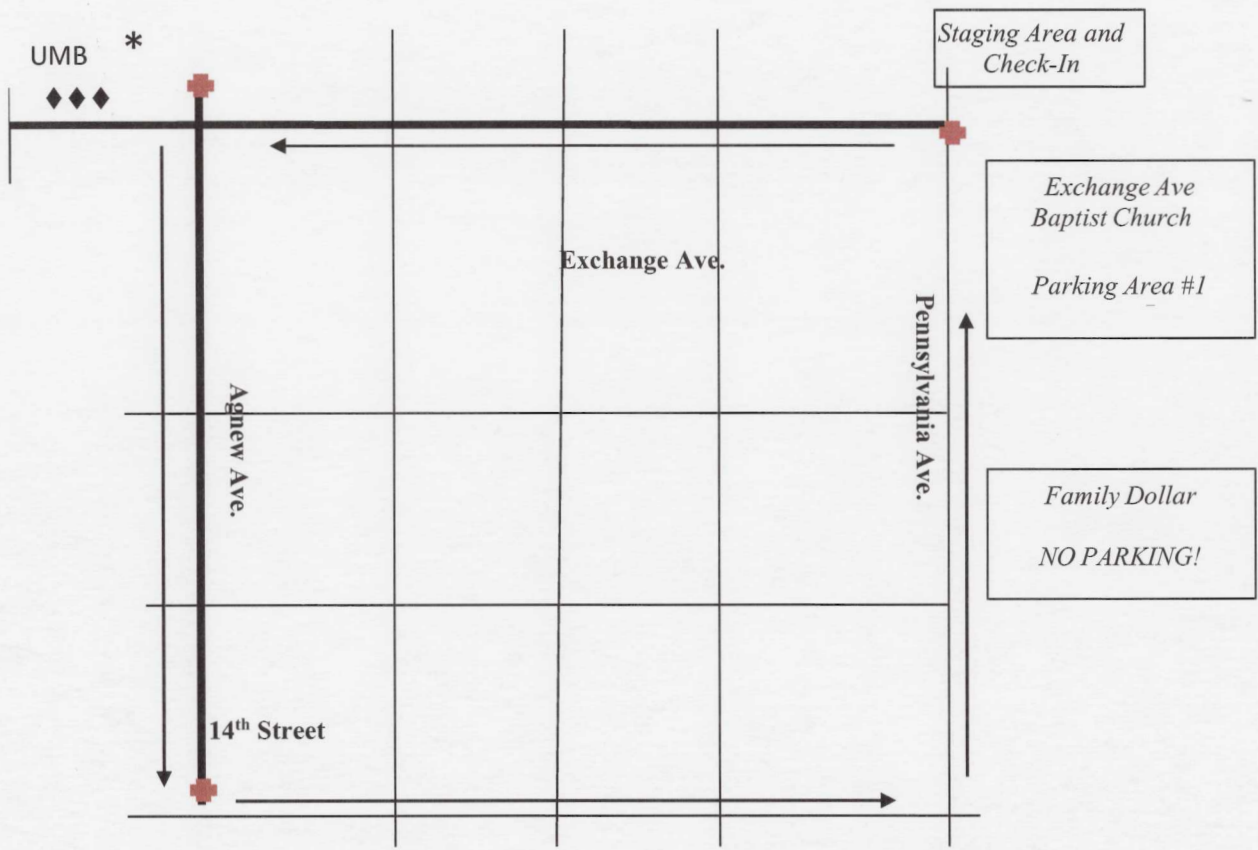 UMB *
Staging Area and
Check-In
Exchange Ave
Baptist Church
Parking Area #1
Exchange Ave.
Pennsylvania Ave.
Agnew Ave.
Family Dollar
NO PARKING!
14th Street